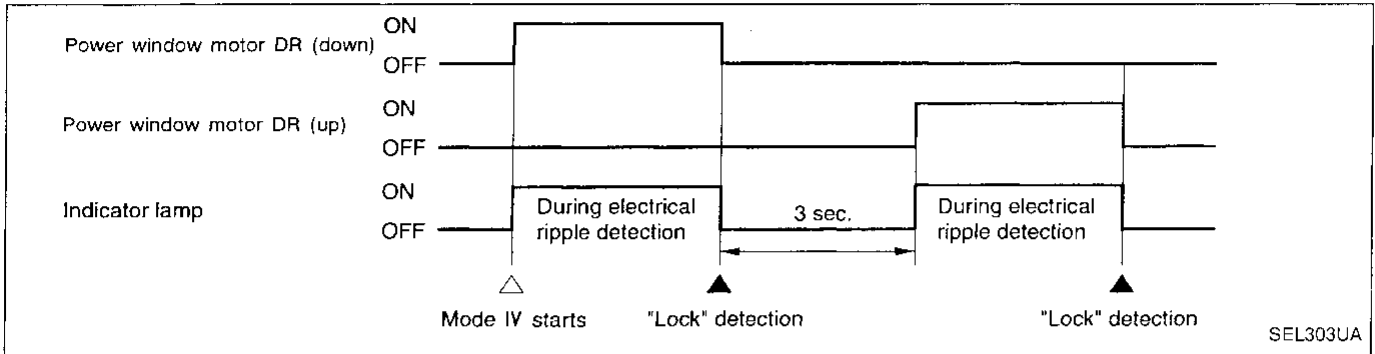 Power window motor DR (down)
ON
OFF
Power window motor DR (up)
ON
OFF
Indicator lamp
ON
OFF
During electrical
ripple detection
3 sec.
During electrical
ripple detection
Mode IV starts
"Lock" detection
"Lock" detection
SEL303UA